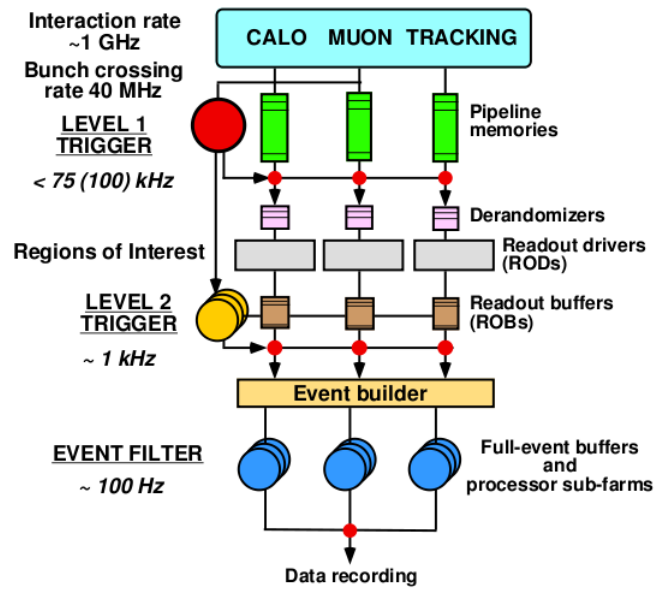 Interaction rate
~1 GHz
CALO MUON TRACKING
Bunch crossing
rate 40 MHz
Pipeline
memories
LEVEL 1
TRIGGER
< 75 (100) kHz
Derandomizers
Regions of Interest
Readout drivers
(RODs)
LEVEL 2
TRIGGER
Readout buffers
(ROBs)
~ 1 kHz
Event builder
EVENT FILTER
~ 100 Hz
Full-event buffers
and
processor sub-farms
Data recording